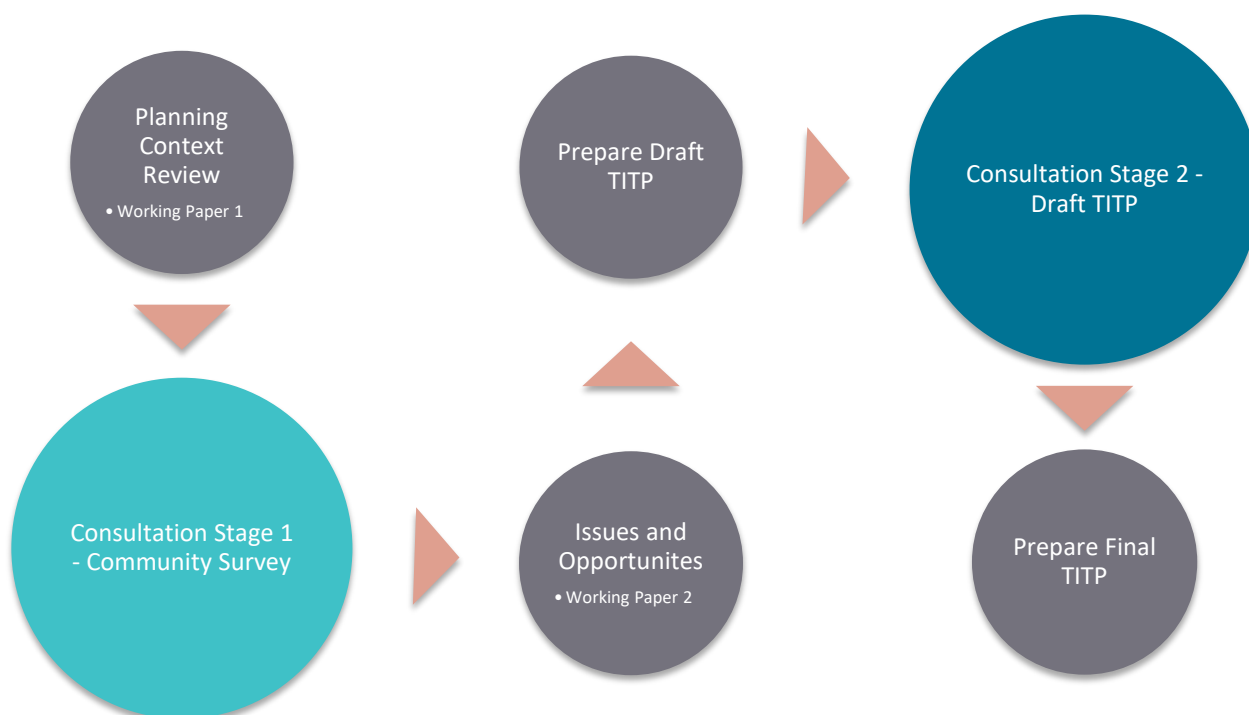 Planning
Context
Review
• Working Paper 1
Consultation Stage 1
- Community Survey
Issues and
Opportunites
• Working Paper 2
Prepare Draft
TITP
Consultation Stage 2 -
Draft TITP
Prepare Final
TITP